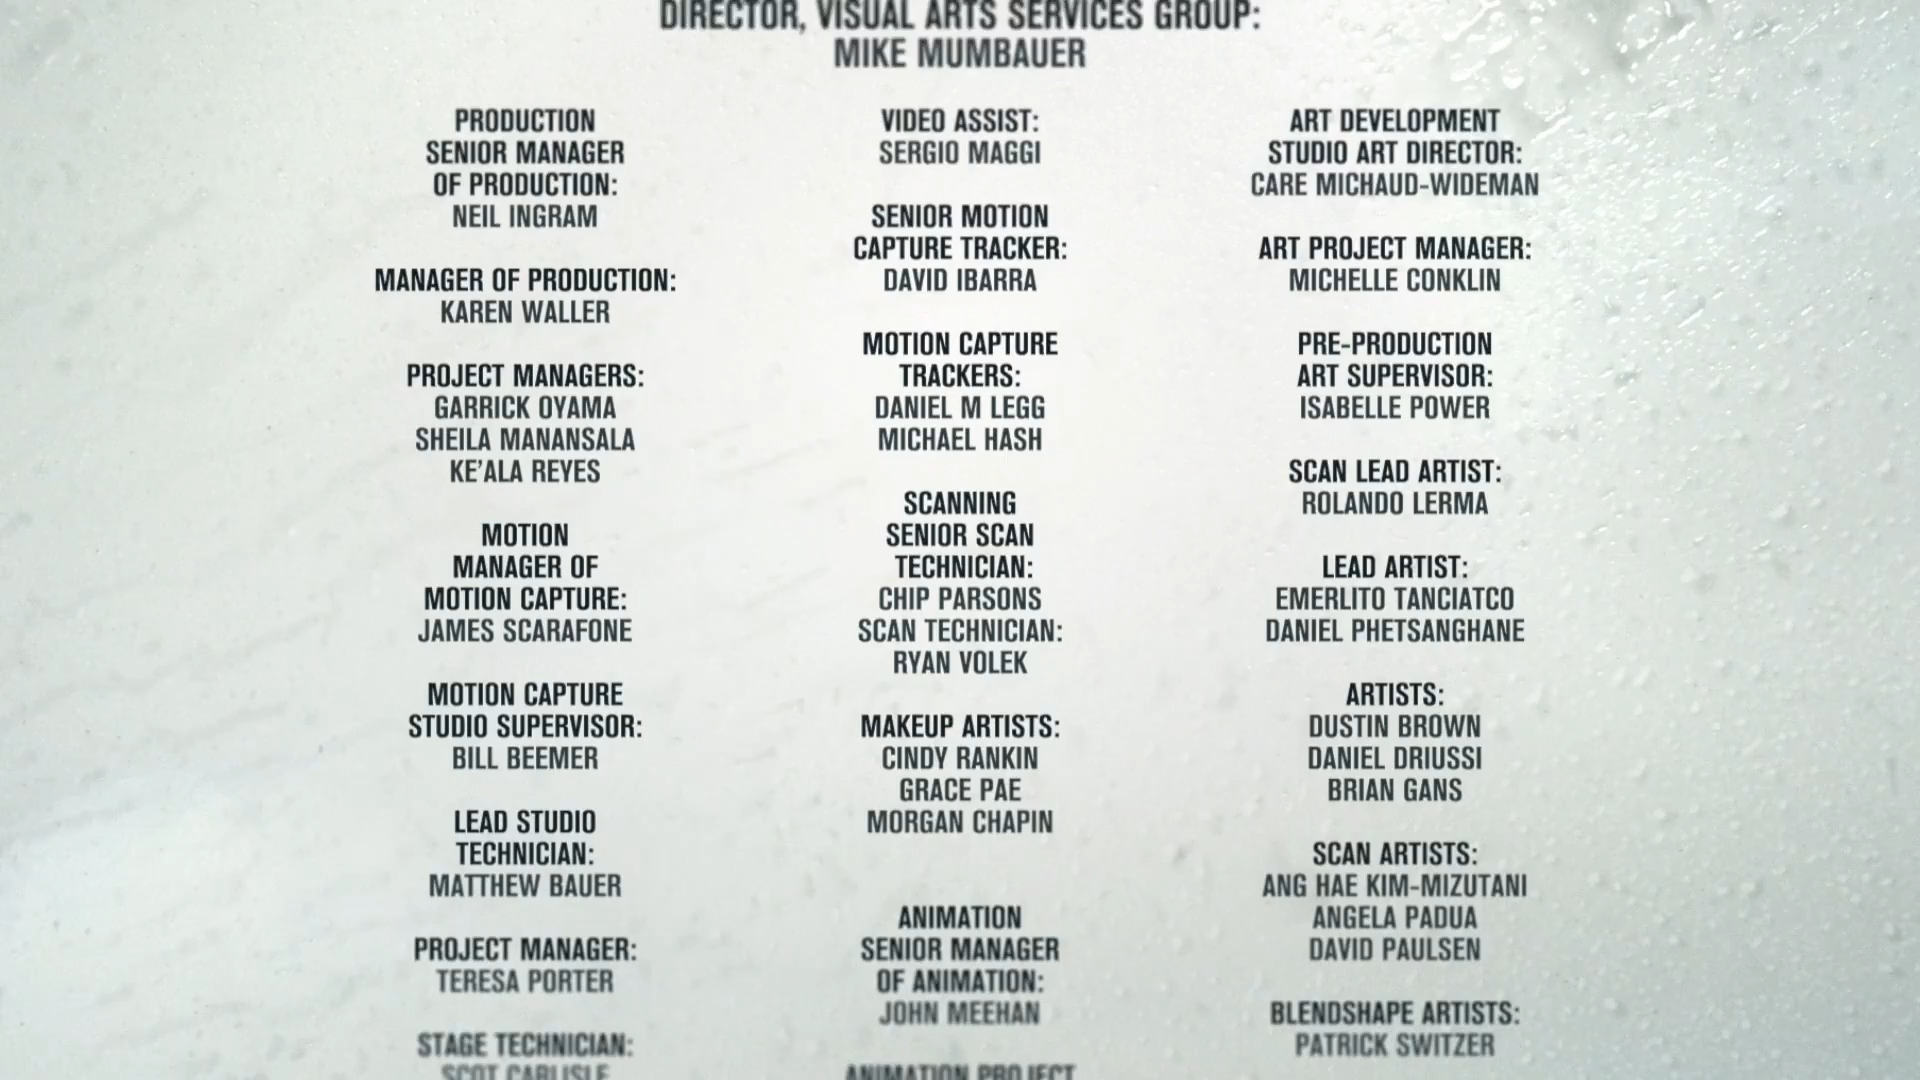 DIRECTOR, VISUAL ARTS SERVICES GROUP:
MIKE MUMBAUER
PRODUCTION
SENIOR MANAGER
OF PRODUCTION:
NEIL INGRAM
MANAGER OF PRODUCTION:
KAREN WALLER
PROJECT MANAGERS:
GARRICK OYAMA
SHEILA MANANSALA
KE'ALA REYES
MOTION
MANAGER OF
MOTION CAPTURE:
JAMES SCARAFONE
MOTION CAPTURE
STUDIO SUPERVISOR:
BILL BEEMER
LEAD STUDIO
TECHNICIAN:
MATTHEW BAUER
PROJECT MANAGER:
TERESA PORTER
STAGE TECHNICIAN:
SCOT CARLISLE
VIDEO ASSIST:
SERGIO MAGGI
SENIOR MOTION
CAPTURE TRACKER:
DAVID IBARRA
MOTION CAPTURE
TRACKERS:
DANIEL M LEGG
MICHAEL HASH
SCANNING
SENIOR SCAN
TECHNICIAN:
CHIP PARSONS
SCAN TECHNICIAN:
RYAN VOLEK
MAKEUP ARTISTS:
CINDY RANKIN
GRACE PAE
MORGAN CHAPIN
ANIMATION
SENIOR MANAGER
OF ANIMATION:
JOHN MEEHAN
ANIMATION PROJECT
ART DEVELOPMENT
STUDIO ART DIRECTOR:
CARE MICHAUD-WIDEMAN
ART PROJECT MANAGER:
MICHELLE CONKLIN
PRE-PRODUCTION
ART SUPERVISOR:
ISABELLE POWER
SCAN LEAD ARTIST:
ROLANDO LERMA
LEAD ARTIST:
EMERLITO TANCIATCO
DANIEL PHETSANGHANE
ARTISTS:
DUSTIN BROWN
DANIEL DRIUSSI
BRIAN GANS
SCAN ARTISTS:
ANG HAE KIM-MIZUTANI
ANGELA PADUA
DAVID PAULSEN
BLENDSHAPE ARTISTS:
PATRICK SWITZER